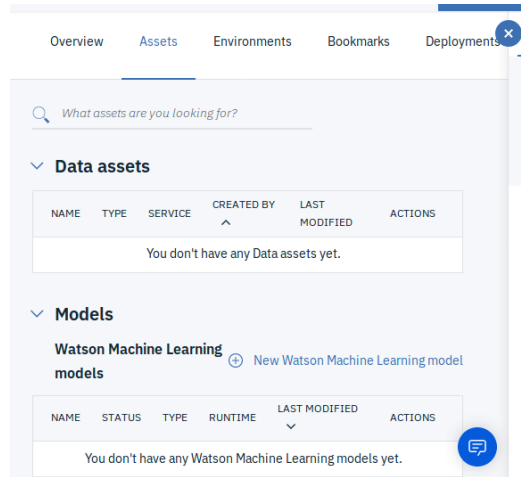 Overview Assets Environments Bookmarks Deployments
What assets are you looking for?
Data assets
NAME TYPE SERVICE CREATED BY LAST MODIFIED ACTIONS
You don't have any Data assets yet.
Models
Watson Machine Learning models
New Watson Machine Learning model
NAME STATUS TYPE RUNTIME LAST MODIFIED ACTIONS
You don't have any Watson Machine Learning models yet.